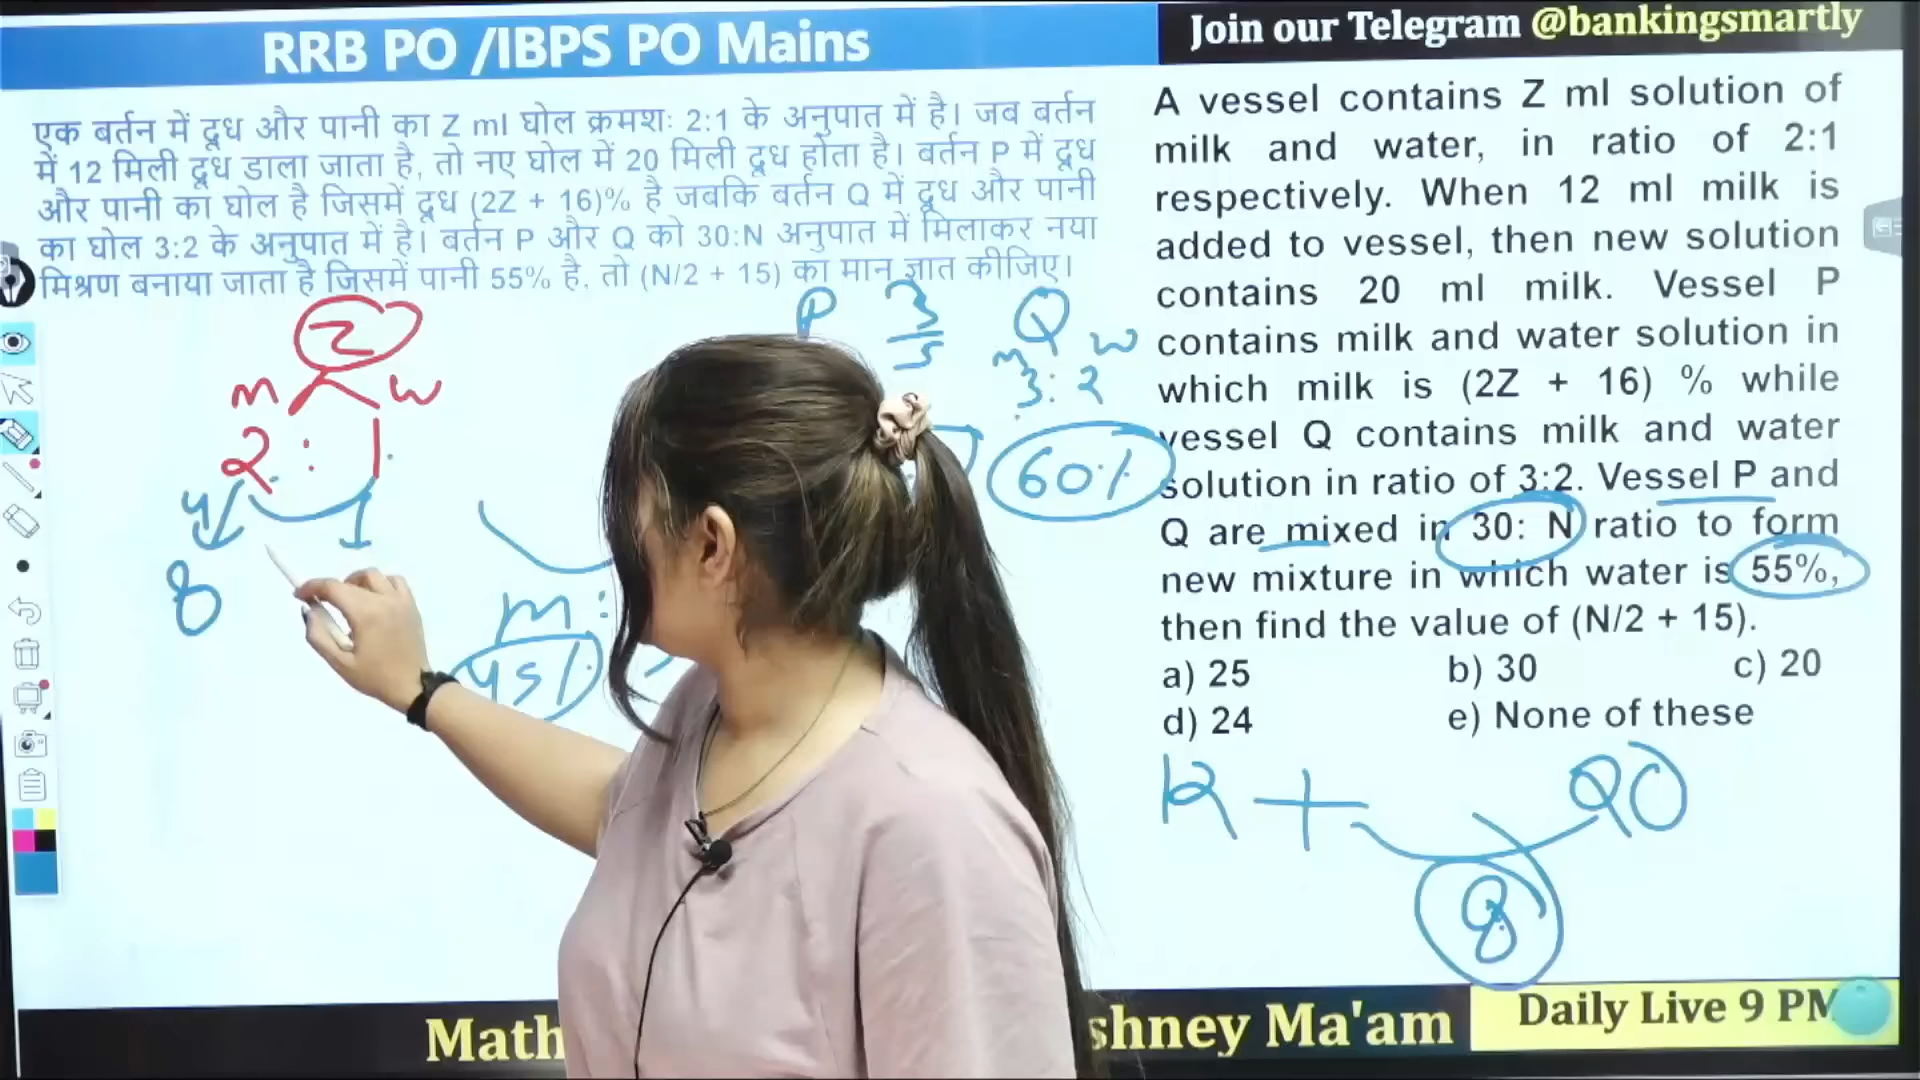 RRB PO /IBPS PO Mains
Join our Telegram @bankingsmartly
एक बर्तन में दूध और पानी का Z ml घोल क्रमशः 2:1 के अनुपात में है। जब बर्तन
में 12 मिली दूध डाला जाता है, तो नए घोल में 20 मिली दूध होता है। बर्तन P में दूध
और पानी का घोल है जिसमें दूध (2Z + 16)% है जबकि बर्तन Q में दूध और पानी
का घोल 3:2 के अनुपात में है। बर्तन P और Q को 30:N अनुपात में मिलाकर नया
मिश्रण बनाया जाता है जिसमें पानी 55% है, तो (N/2 + 15) का मान ज्ञात कीजिए।
A vessel contains Z ml solution of
milk and water, in ratio of 2:1
respectively. When 12 ml milk is
added to vessel, then new solution
contains 20 ml milk. Vessel P
contains milk and water solution in
which milk is (2Z + 16) % while
vessel Q contains milk and water
solution in ratio of 3:2. Vessel P and
Q are mixed in 30: N ratio to form
new mixture in which water is 55%,
then find the value of (N/2 + 15).
a) 25 b) 30 c) 20
d) 24 e) None of these
Z
m w
2 : 1
4
8
P 3/5 Q
m w
3 : 2
60%
m :
45%
12 + 20
8
Math
shney Ma'am
Daily Live 9 PM